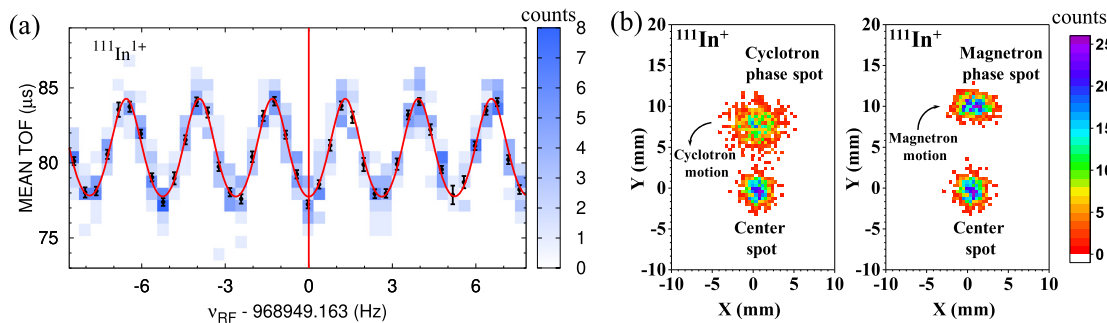 (a)
¹¹¹In¹⁺
MEAN TOF (μs)
85
80
75
-6
-3
0
3
6
νRF - 968949.163 (Hz)
counts
8
7
6
5
4
3
2
1
0
(b)
¹¹¹In⁺
Cyclotron
phase spot
Cyclotron
motion
Center
spot
Y (mm)
20
15
10
5
0
-5
-10
-10
-5
0
5
10
X (mm)
¹¹¹In⁺
Magnetron
phase spot
Magnetron
motion
Center
spot
Y (mm)
20
15
10
5
0
-5
-10
-10
-5
0
5
10
X (mm)
counts
25
20
15
10
5
0